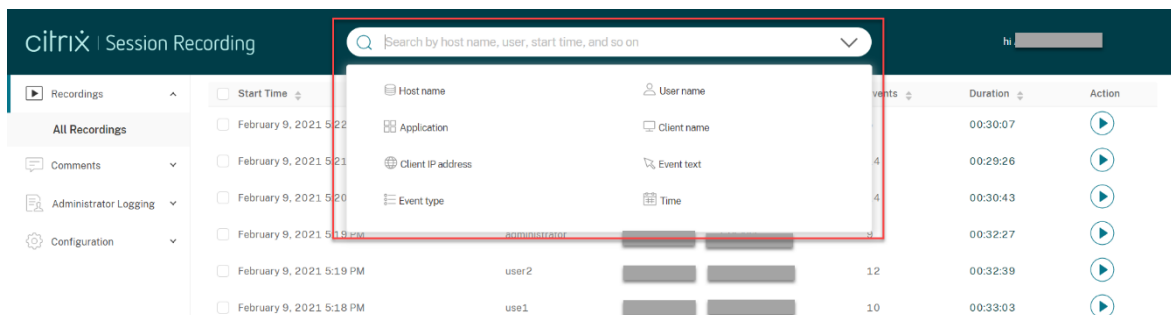 citrix | Session Recording
Search by host name, user, start time, and so on
hi
Recordings
All Recordings
Comments
Administrator Logging
Configuration
Host name
User name
Application
Client name
Client IP address
Event text
Event type
Time
Start Time
Duration
Action
February 9, 2021 5:22
00:30:07
February 9, 2021 5:21
4
00:29:26
February 9, 2021 5:20
4
00:30:43
February 9, 2021 5:19 PM
administrator
9
00:32:27
February 9, 2021 5:19 PM
user2
12
00:32:39
February 9, 2021 5:18 PM
use1
10
00:33:03